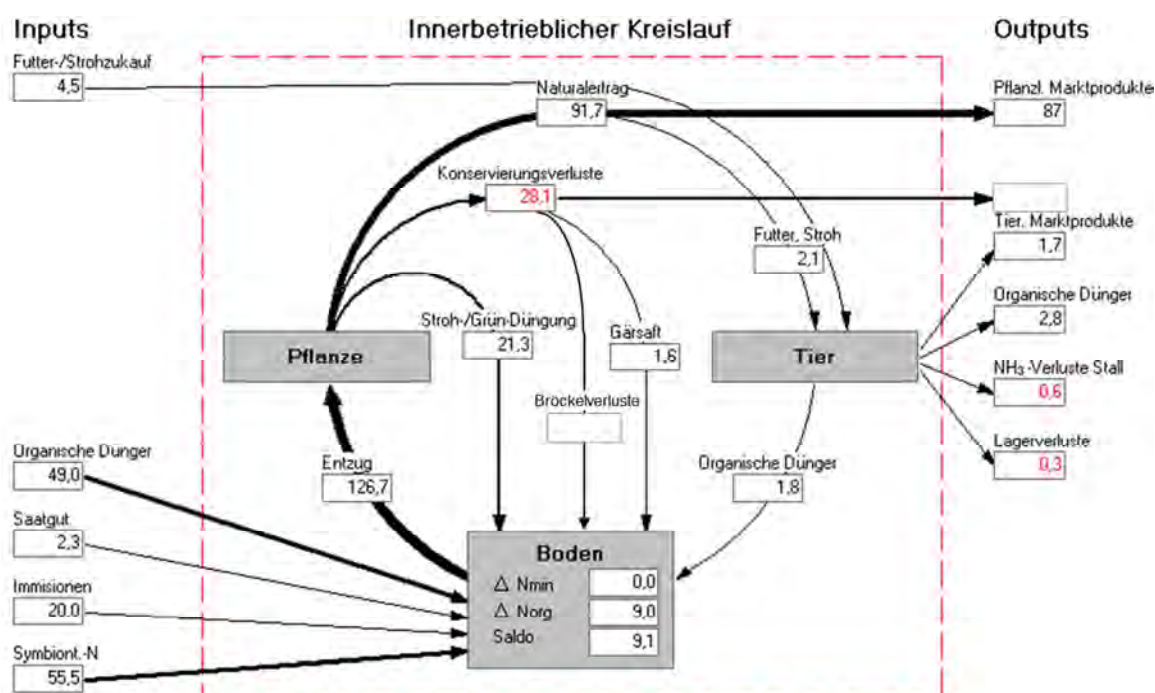 Inputs
Innerbetrieblicher Kreislauf
Outputs
Futter-/Strohzukauf
4,5
Naturalertrag
91,7
Pflanzl. Marktprodukte
87
Konservierungsverluste
28,1
Tier. Marktprodukte
1,7
Futter, Stroh
2,1
Organische Dünger
2,8
Stroh-/Grün-Düngung
21,3
Gärsaft
1,6
Pflanze
Tier
NH₃-Verluste Stall
0,6
Bröckelverluste
Lagerverluste
0,3
Organische Dünger
49,0
Entzug
126,7
Organische Dünger
1,8
Saatgut
2,3
Boden
Δ Nmin
0,0
Immisionen
20.0
Δ Norg
9,0
Saldo
9,1
Symbiont.-N
55,5